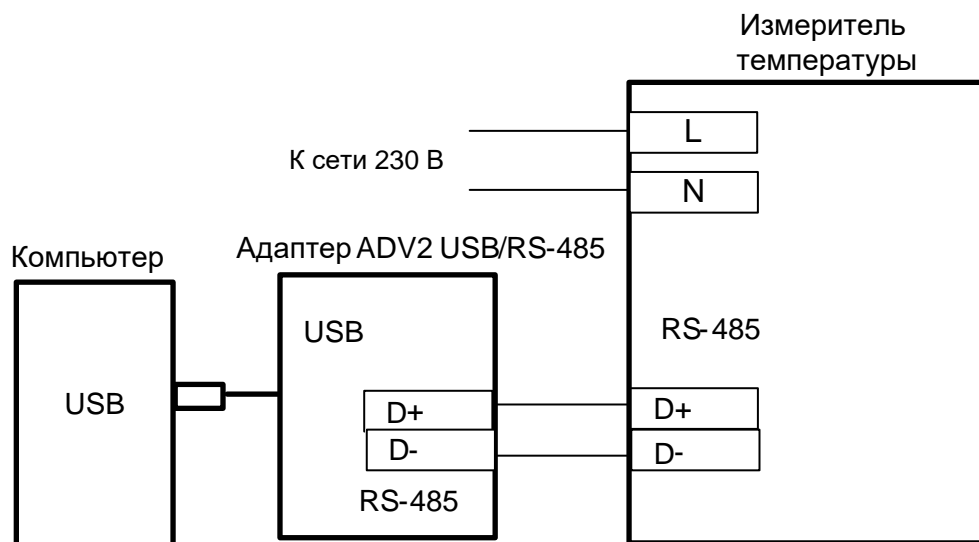 Измеритель
температуры
L
К сети 230 В
N
Компьютер
Адаптер ADV2 USB/RS-485
USB
RS-485
USB
D+
D+
D-
D-
RS-485